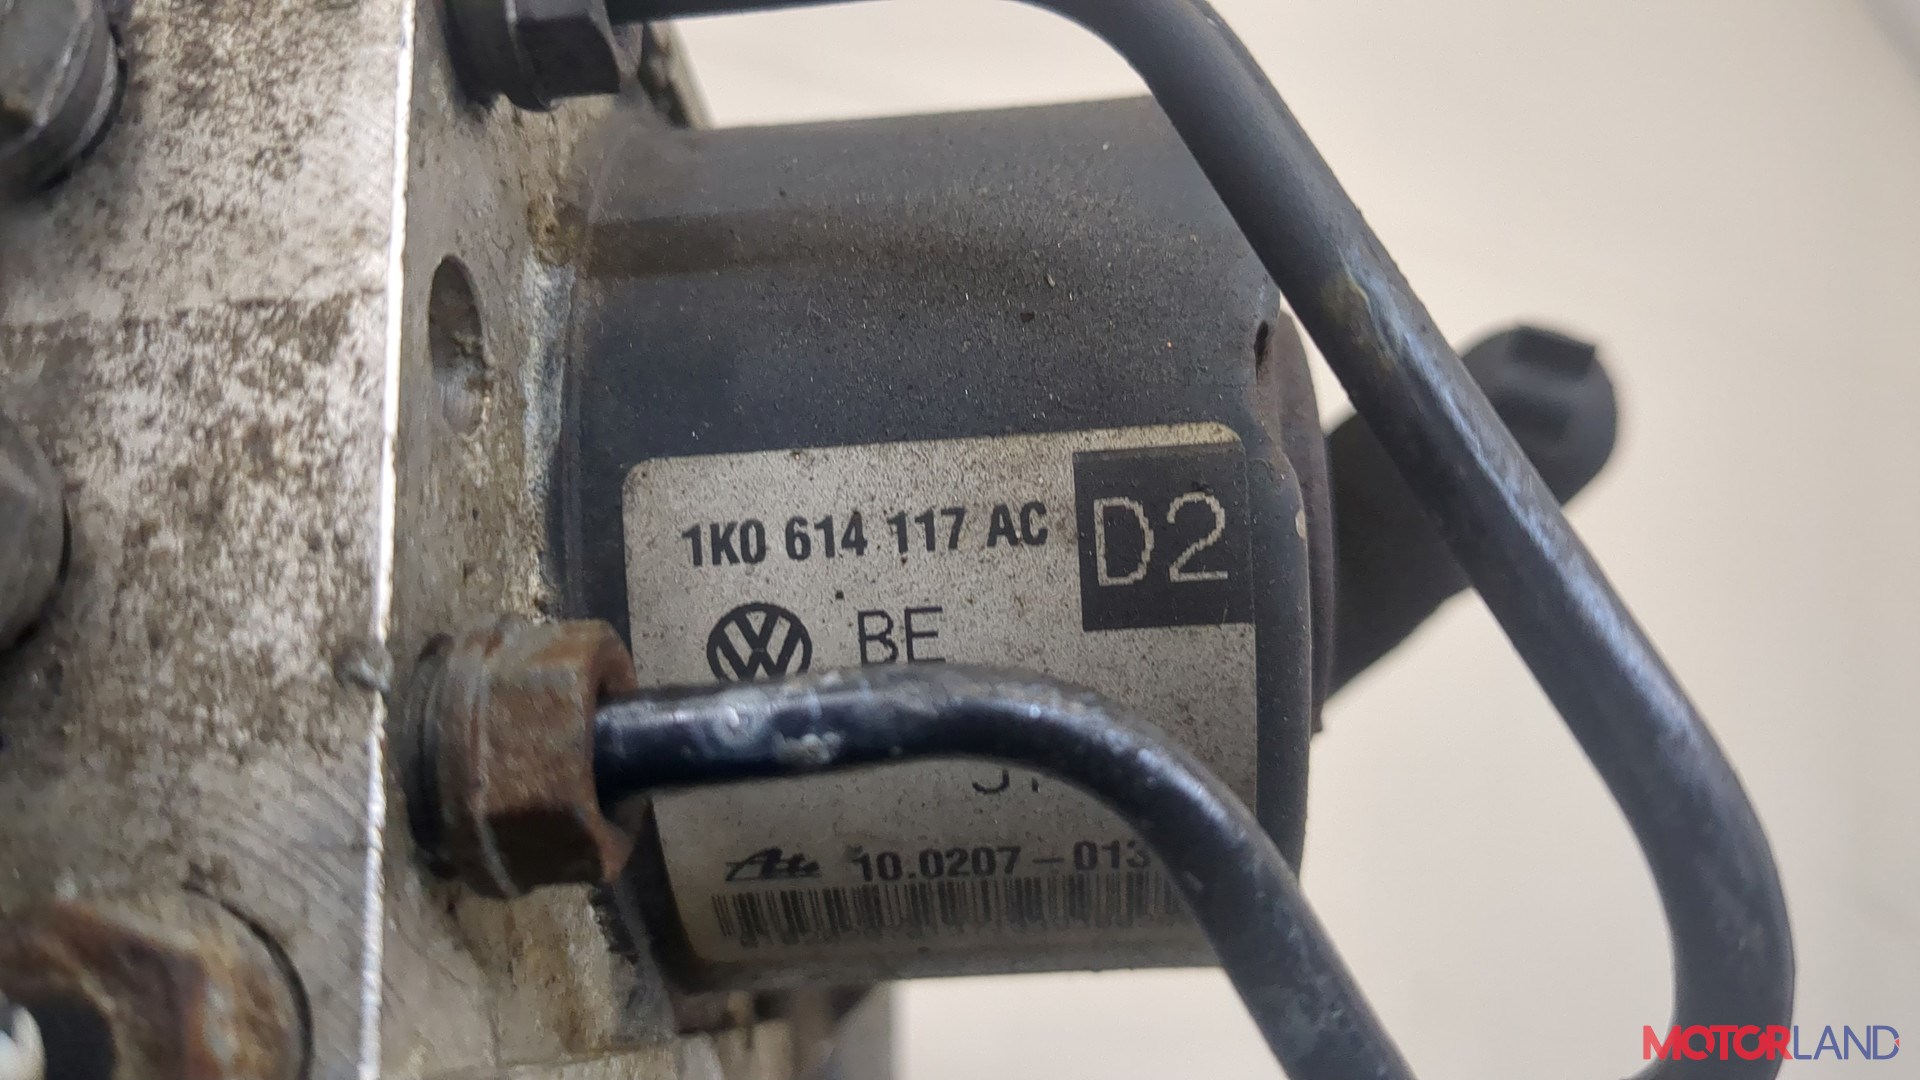 1K0 614 117 AC
D2
BE
Ate 10.0207-013
MOTORLAND